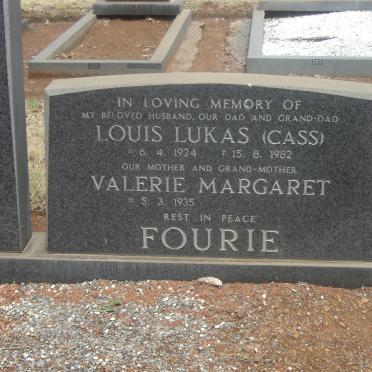 IN LOVING MEMORY OF
MY BELOVED HUSBAND, OUR DAD AND GRAND-DAD
LOUIS LUKAS (CASS)
* 6. 4. 1924 † 15. 8. 1982
OUR MOTHER AND GRAND-MOTHER
VALERIE MARGARET
* 5. 3. 1935
REST IN PEACE
FOURIE